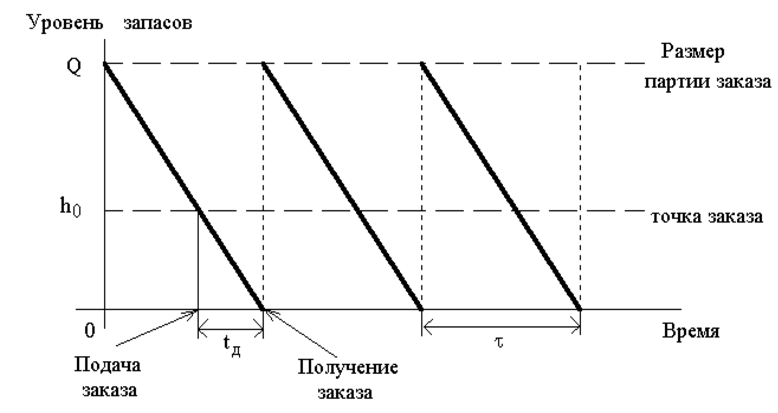 Уровень запасов
Q
Размер
партии заказа
h0
точка заказа
0
tд
τ
Время
Подача
заказа
Получение
заказа